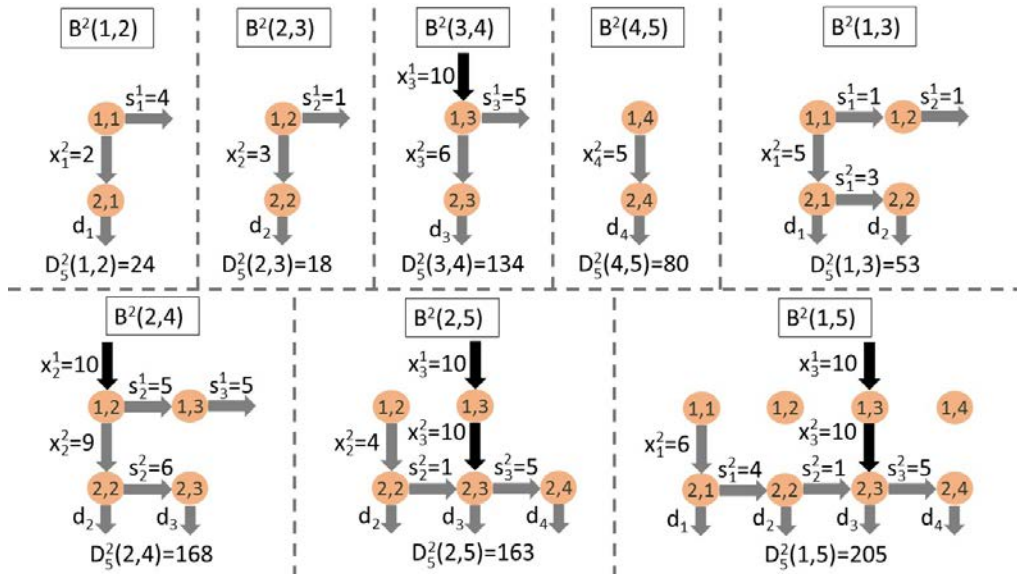 B²(1,2)
s₁¹=4
1,1
x₁²=2
2,1
d₁
D₅²(1,2)=24
B²(2,3)
s₂¹=1
1,2
x₂²=3
2,2
d₂
D₅²(2,3)=18
B²(3,4)
x₃¹=10
s₃¹=5
1,3
x₃²=6
2,3
d₃
D₅²(3,4)=134
B²(4,5)
1,4
x₄²=5
2,4
d₄
D₅²(4,5)=80
B²(1,3)
s₁¹=1 s₂¹=1
1,1 1,2
x₁²=5
s₁²=3
2,1 2,2
d₁ d₂
D₅²(1,3)=53
B²(2,4)
x₂¹=10
s₂¹=5 s₃¹=5
1,2 1,3
x₂²=9
s₂²=6
2,2 2,3
d₂ d₃
D₅²(2,4)=168
B²(2,5)
x₃¹=10
1,2 1,3
x₂²=4 x₃²=10
s₂²=1 s₃²=5
2,2 2,3 2,4
d₂ d₃ d₄
D₅²(2,5)=163
B²(1,5)
x₃¹=10
1,1 1,2 1,3 1,4
x₁²=6 x₃²=10
s₁²=4 s₂²=1 s₃²=5
2,1 2,2 2,3 2,4
d₁ d₂ d₃ d₄
D₅²(1,5)=205